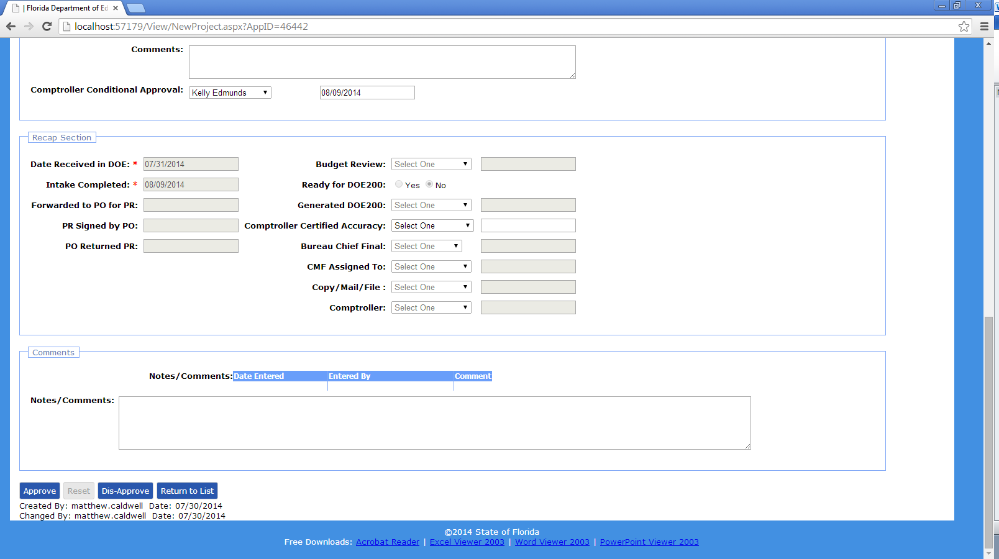 | Florida Department of Ed
localhost:57179/View/NewProject.aspx?AppID=46442
Comments:
Comptroller Conditional Approval: Kelly Edmunds 08/09/2014
Recap Section
Date Received in DOE: * 07/31/2014 Budget Review: Select One
Intake Completed: * 08/09/2014 Ready for DOE200: Yes No
Forwarded to PO for PR: Generated DOE200: Select One
PR Signed by PO: Comptroller Certified Accuracy: Select One
PO Returned PR: Bureau Chief Final: Select One
CMF Assigned To: Select One
Copy/Mail/File : Select One
Comptroller: Select One
Comments
Notes/Comments: Date Entered Entered By Comment
Notes/Comments:
Approve Reset Dis-Approve Return to List
Created By: matthew.caldwell Date: 07/30/2014
Changed By: matthew.caldwell Date: 07/30/2014
©2014 State of Florida
Free Downloads: Acrobat Reader | Excel Viewer 2003 | Word Viewer 2003 | PowerPoint Viewer 2003